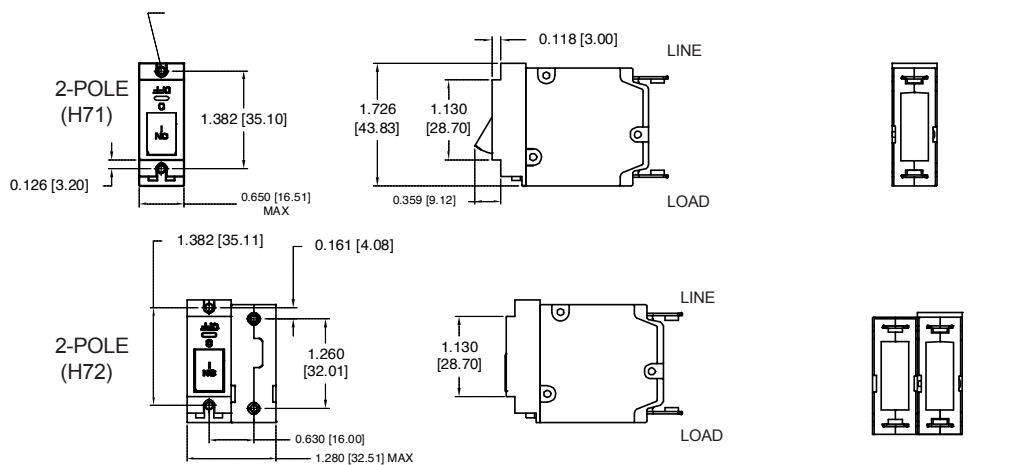 0.118 [3.00]
LINE
2-POLE
(H71)
1.382 [35.10]
1.726
[43.83]
1.130
[28.70]
0.126 [3.20]
0.650 [16.51]
MAX
0.359 [9.12]
LOAD
1.382 [35.11]
0.161 [4.08]
LINE
2-POLE
(H72)
1.260
[32.01]
1.130
[28.70]
LOAD
0.630 [16.00]
1.280 [32.51] MAX